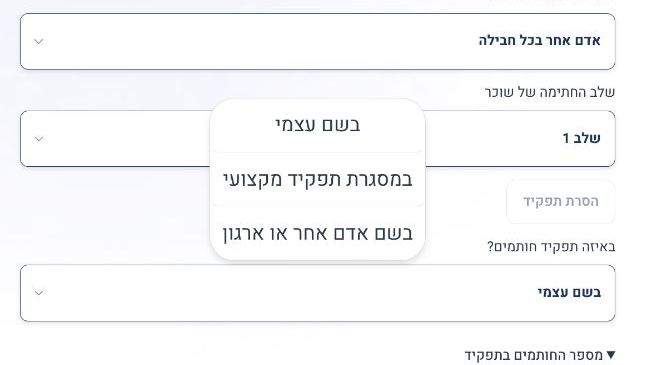 אדם אחר בכל חבילה
שלב החתימה של שוכר
בשם עצמי
שלב 1
במסגרת תפקיד מקצועי
הסרת תפקיד
בשם אדם אחר או ארגון
באיזה תפקיד חותמים?
בשם עצמי
▼ מספר החותמים בתפקיד